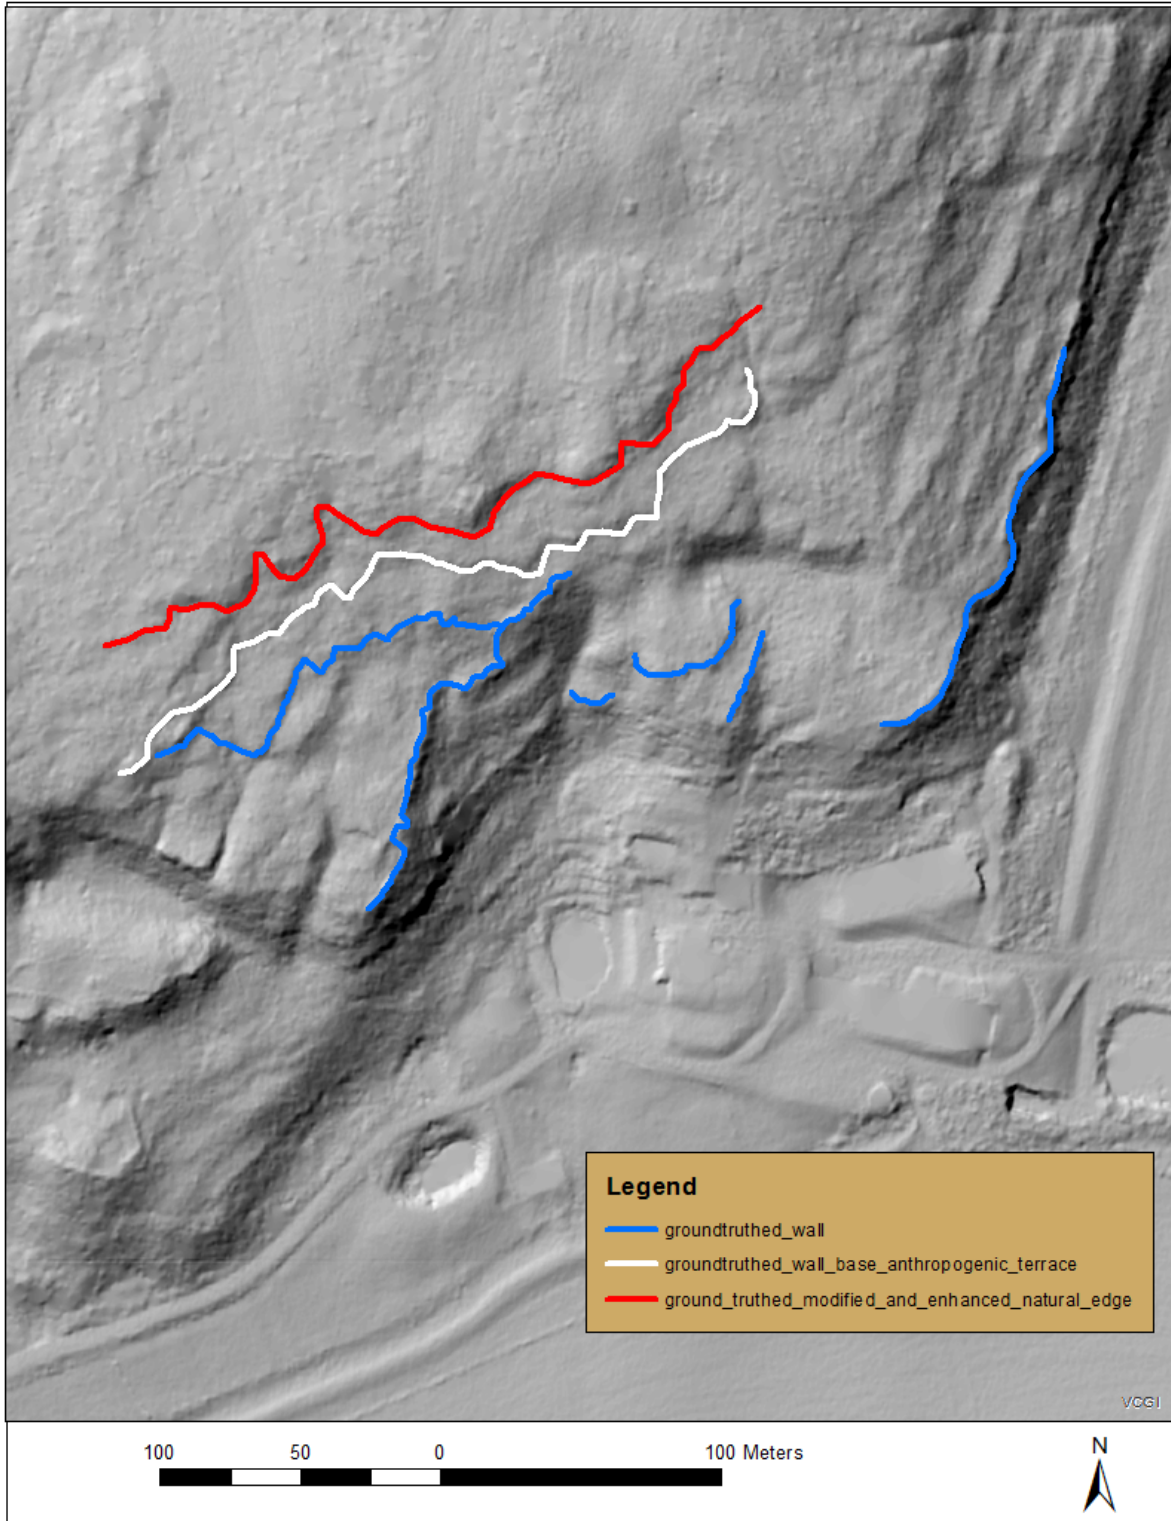 Legend
groundtruthed_wall
groundtruthed_wall_base_anthropogenic_terrace
ground_truthed_modified_and_enhanced_natural_edge
VCGI
100 50 0 100 Meters
N